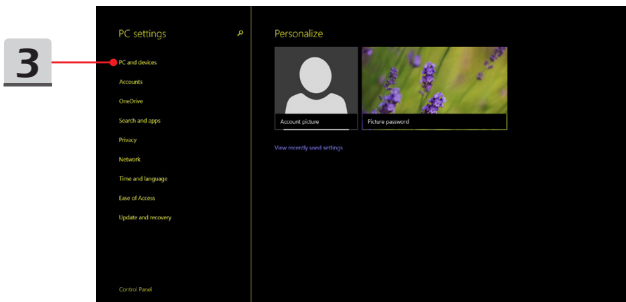 3
PC settings
PC and devices
Accounts
OneDrive
Search and apps
Privacy
Network
Time and language
Ease of Access
Update and recovery
Control Panel
Personalize
Account picture
Picture password
View recently used settings